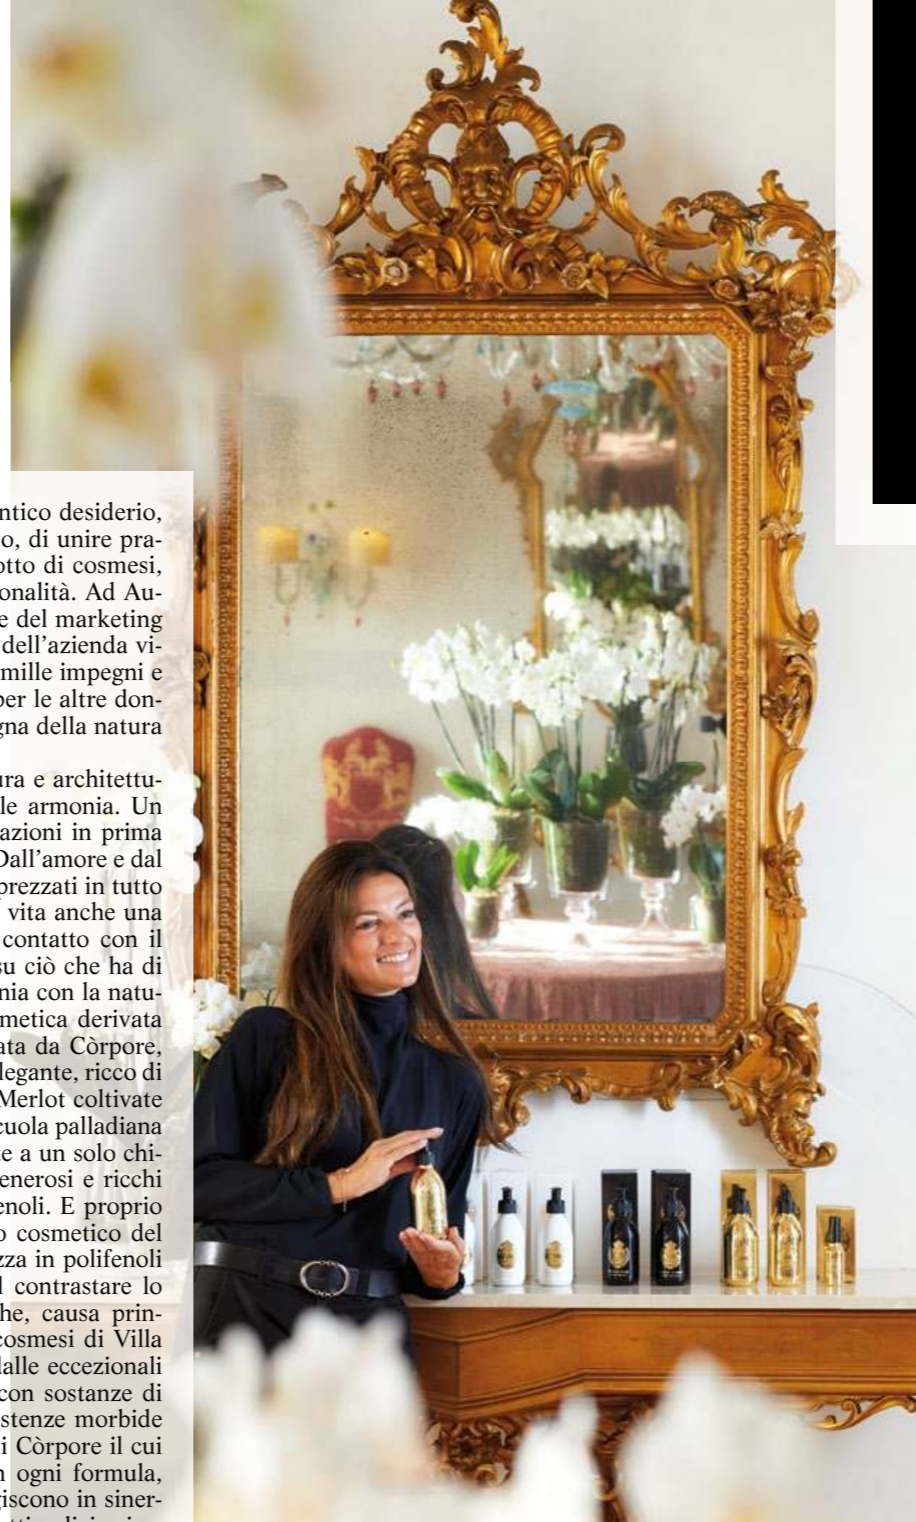 ntico desiderio,
o, di unire pra-
otto di cosmesi,
onalità. Ad Au-
e del marketing
dell'azienda vi-
mille impegni e
per le altre don-
gna della natura
ura e architettu-
le armonia. Un
azioni in prima
Dall'amore e dal
prezzati in tutto
vita anche una
contatto con il
su ciò che ha di
nia con la natu-
metica derivata
ata da Còrpore,
legante, ricco di
Merlot coltivate
cuola palladiana
te a un solo chi-
enerosi e ricchi
enoli. E proprio
o cosmetico del
zza in polifenoli
l contrastare lo
he, causa prin-
cosmesi di Villa
dalle eccezionali
con sostanze di
stenze morbide
i Còrpore il cui
n ogni formula,
giscono in siner-